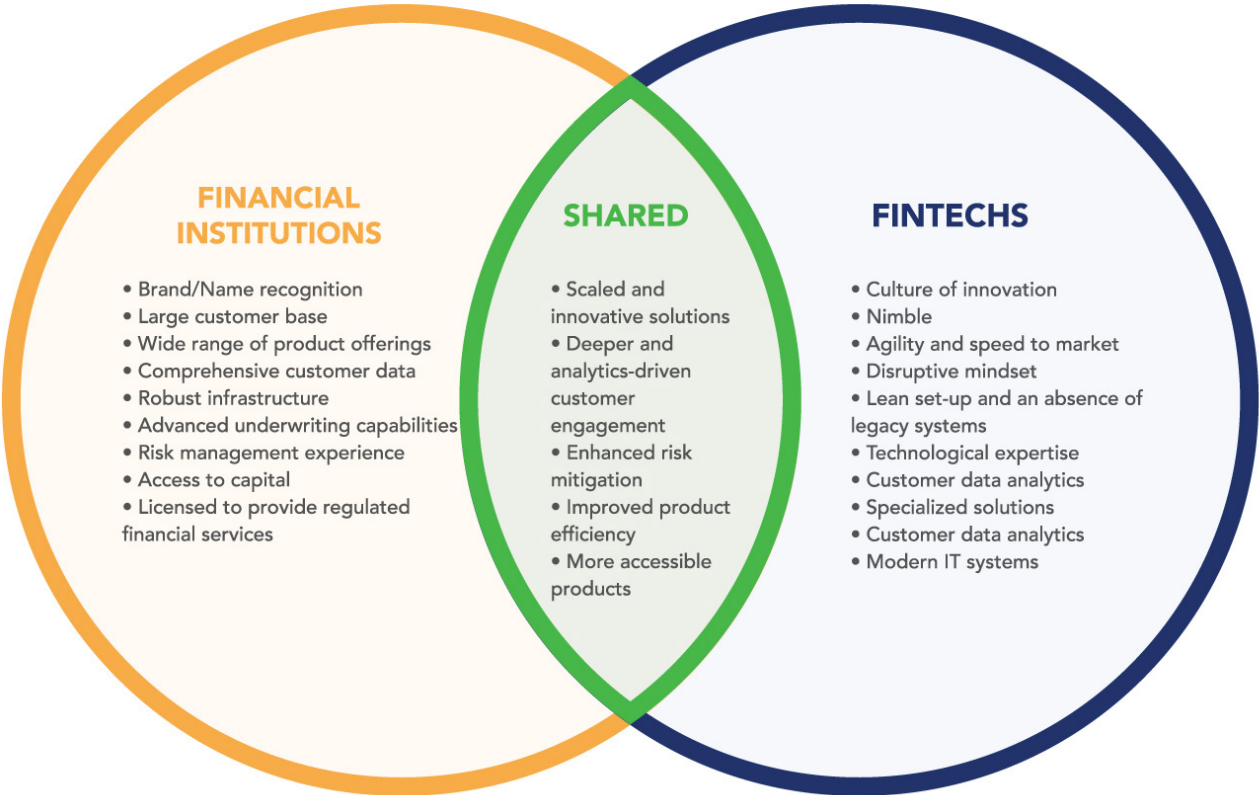 FINANCIAL
INSTITUTIONS
• Brand/Name recognition
• Large customer base
• Wide range of product offerings
• Comprehensive customer data
• Robust infrastructure
• Advanced underwriting capabilities
• Risk management experience
• Access to capital
• Licensed to provide regulated
financial services
SHARED
• Scaled and
innovative solutions
• Deeper and
analytics-driven
customer
engagement
• Enhanced risk
mitigation
• Improved product
efficiency
• More accessible
products
FINTECHS
• Culture of innovation
• Nimble
• Agility and speed to market
• Disruptive mindset
• Lean set-up and an absence of
legacy systems
• Technological expertise
• Customer data analytics
• Specialized solutions
• Customer data analytics
• Modern IT systems